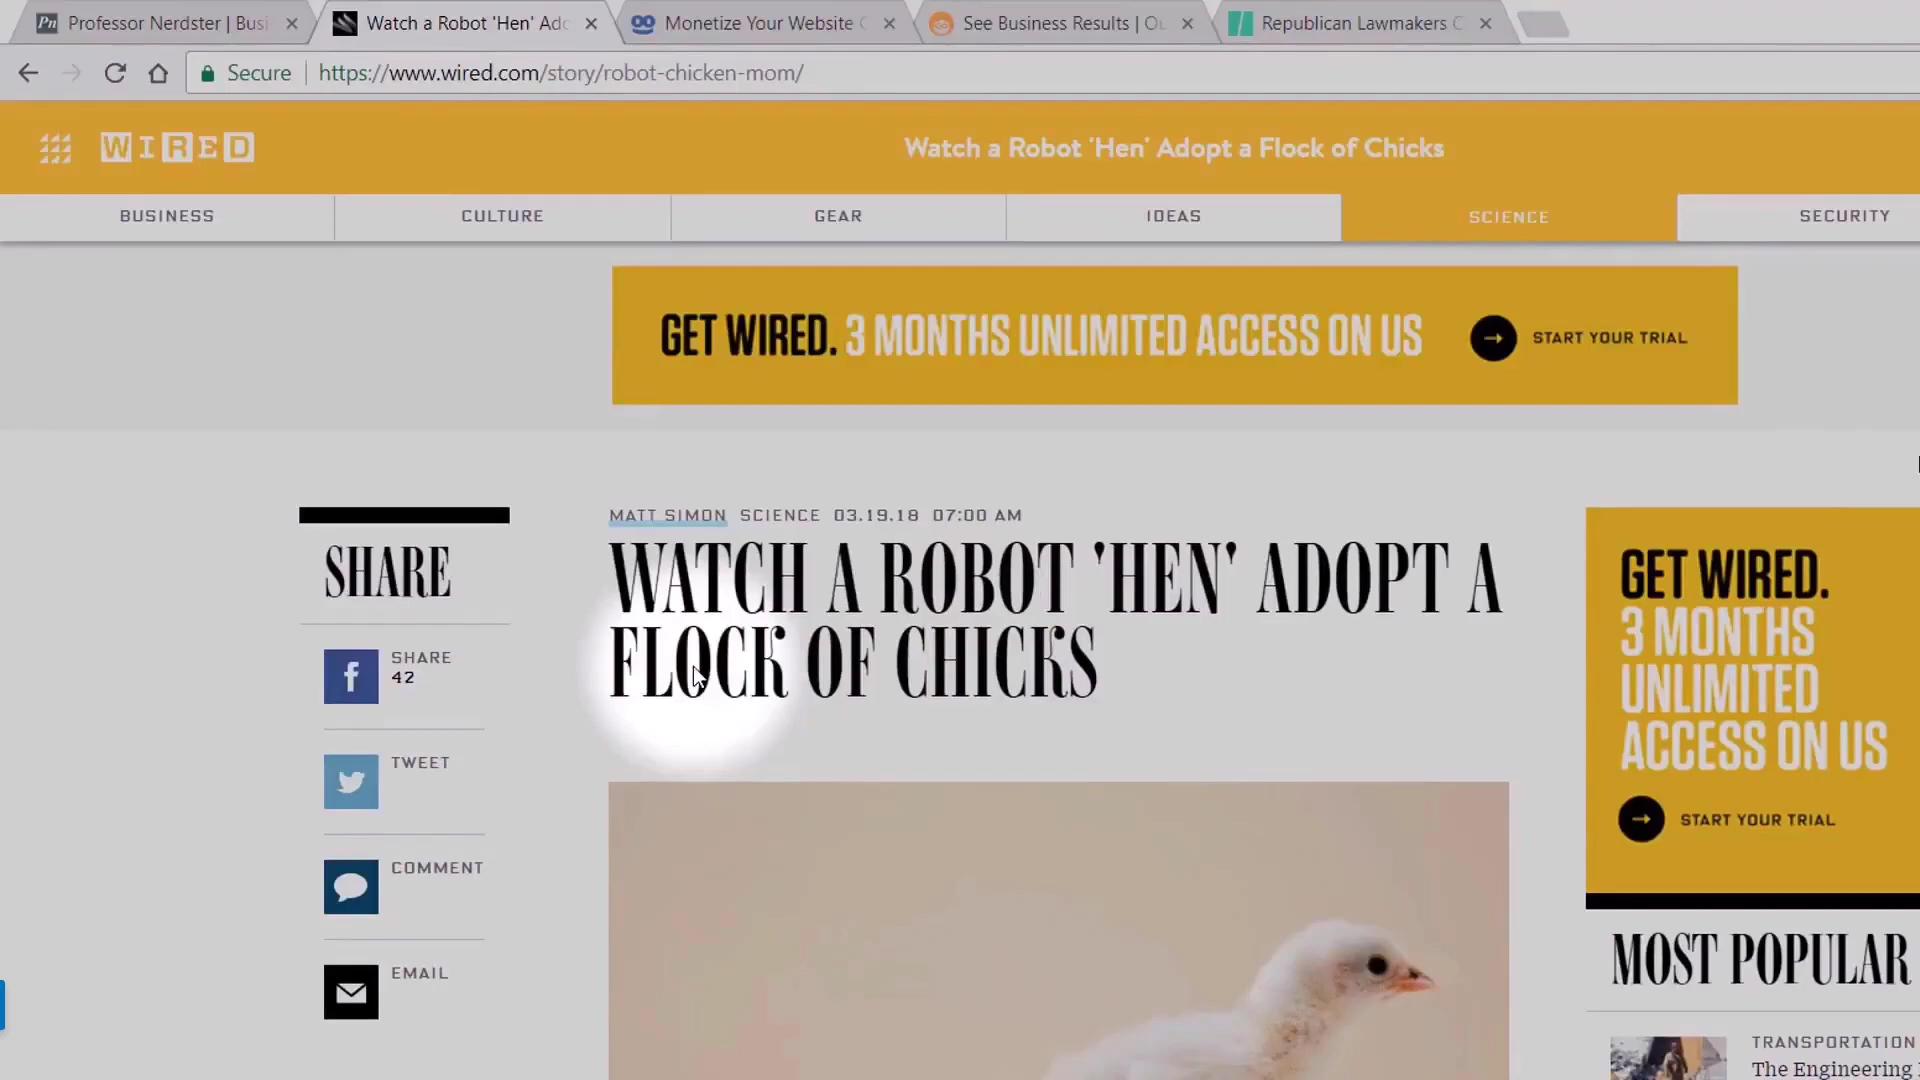 Pn Professor Nerdster | Busi
Watch a Robot 'Hen' Ado
Monetize Your Website
See Business Results | Ou
Republican Lawmakers
Secure
https://www.wired.com/story/robot-chicken-mom/
WIRED
Watch a Robot 'Hen' Adopt a Flock of Chicks
BUSINESS
CULTURE
GEAR
IDEAS
SCIENCE
SECURITY
GET WIRED. 3 MONTHS UNLIMITED ACCESS ON US
START YOUR TRIAL
SHARE
SHARE
42
TWEET
COMMENT
EMAIL
MATT SIMON SCIENCE 03.19.18 07:00 AM
WATCH A ROBOT 'HEN' ADOPT A
FLOCK OF CHICKS
GET WIRED.
3 MONTHS
UNLIMITED
ACCESS ON US
START YOUR TRIAL
MOST POPULAR
TRANSPORTATION
The Engineering